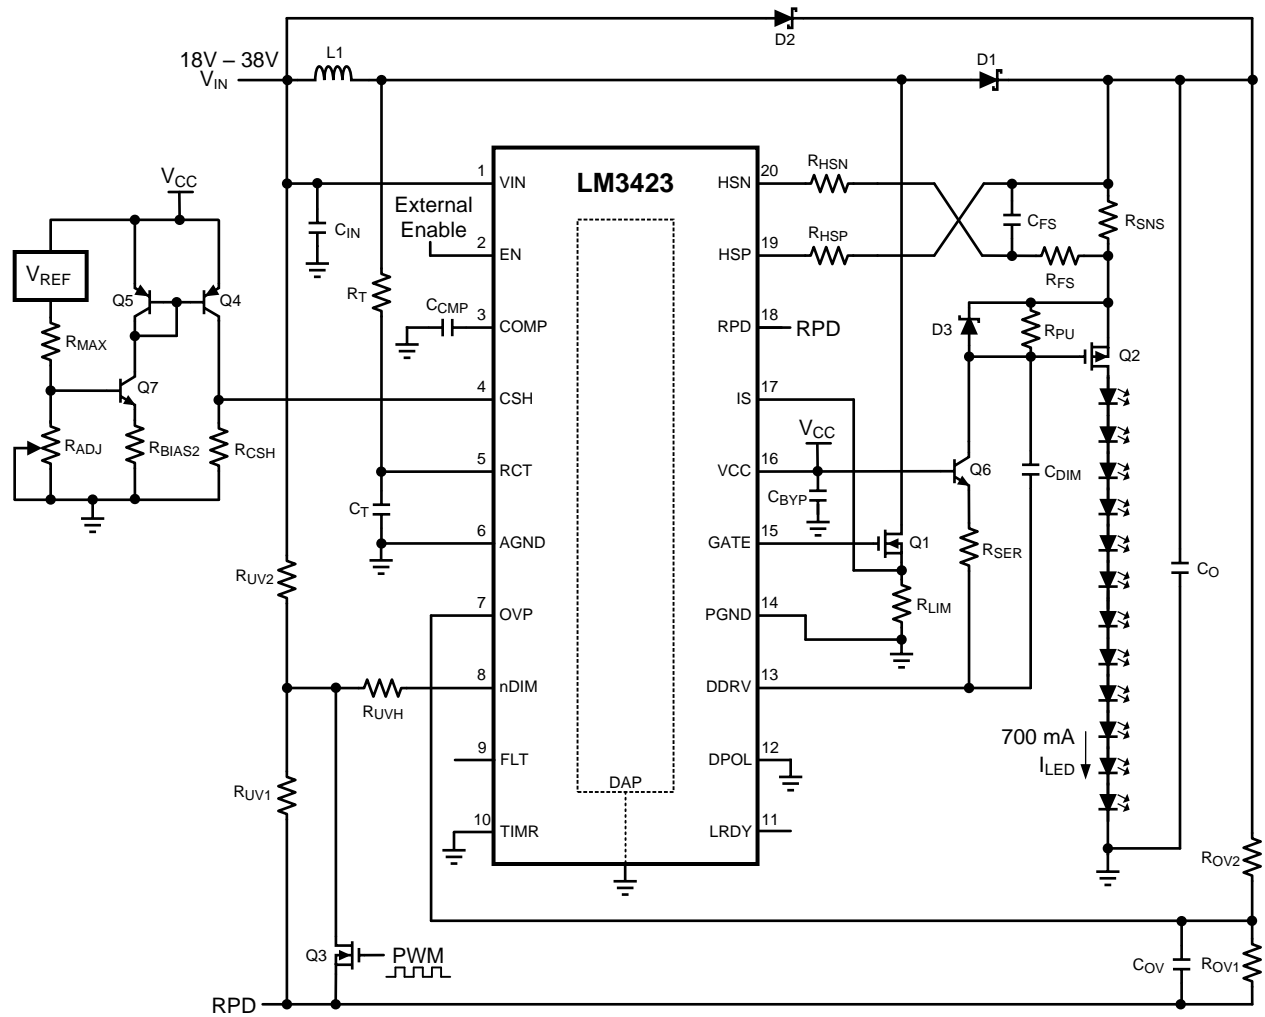 D2
18V – 38V
VIN
L1
D1
LM3423
1 VIN
2 EN
3 COMP
4 CSH
5 RCT
6 AGND
7 OVP
8 nDIM
9 FLT
10 TIMR
20 HSN
19 HSP
18 RPD
17 IS
16 VCC
15 GATE
14 PGND
13 DDRV
12 DPOL
11 LRDY
DAP
VCC
VREF
Q5
Q4
RMAX
Q7
RADJ
RBIAS2
RCSH
CIN
External
Enable
RT
CCMP
CT
RUV2
RUVH
RUV1
Q3
PWM
RPD
RHSN
RHSP
CFS
RSNS
RFS
RPD
D3
RPU
Q2
VCC
CBYP
Q6
CDIM
Q1
RSER
RLIM
CO
700 mA
ILED
ROV2
COV
ROV1